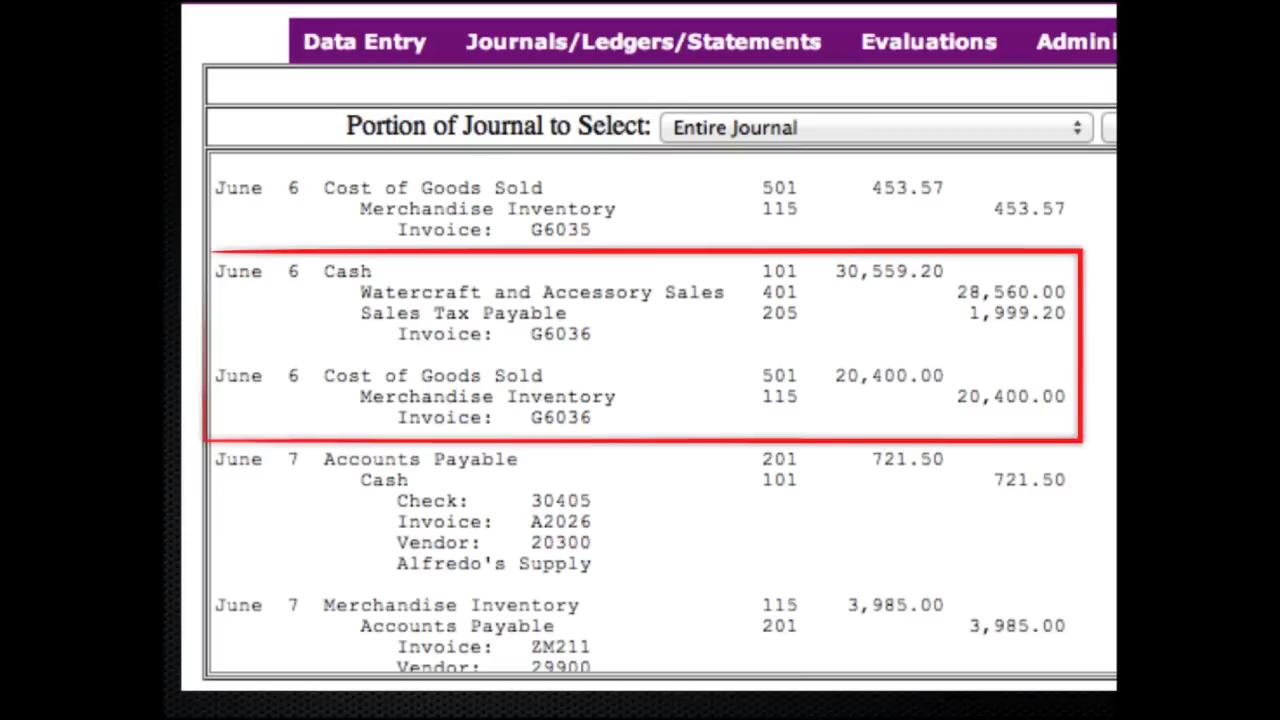 Data Entry Journals/Ledgers/Statements Evaluations Admini
Portion of Journal to Select: Entire Journal
June 6 Cost of Goods Sold 501 453.57
Merchandise Inventory 115 453.57
Invoice: G6035
June 6 Cash 101 30,559.20
Watercraft and Accessory Sales 401 28,560.00
Sales Tax Payable 205 1,999.20
Invoice: G6036
June 6 Cost of Goods Sold 501 20,400.00
Merchandise Inventory 115 20,400.00
Invoice: G6036
June 7 Accounts Payable 201 721.50
Cash 101 721.50
Check: 30405
Invoice: A2026
Vendor: 20300
Alfredo's Supply
June 7 Merchandise Inventory 115 3,985.00
Accounts Payable 201 3,985.00
Invoice: ZM211
Vendor: 29900